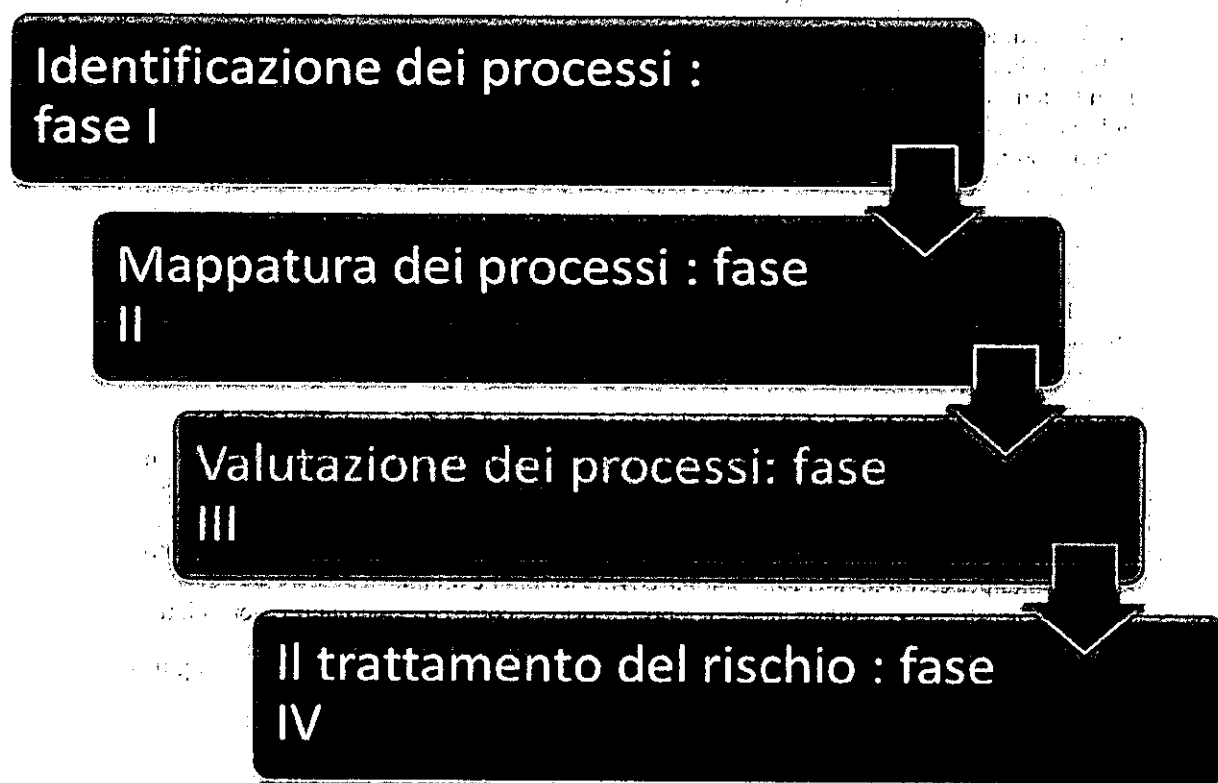 Identificazione dei processi :
fase I
Mappatura dei processi : fase
II
Valutazione dei processi: fase
III
Il trattamento del rischio : fase
IV